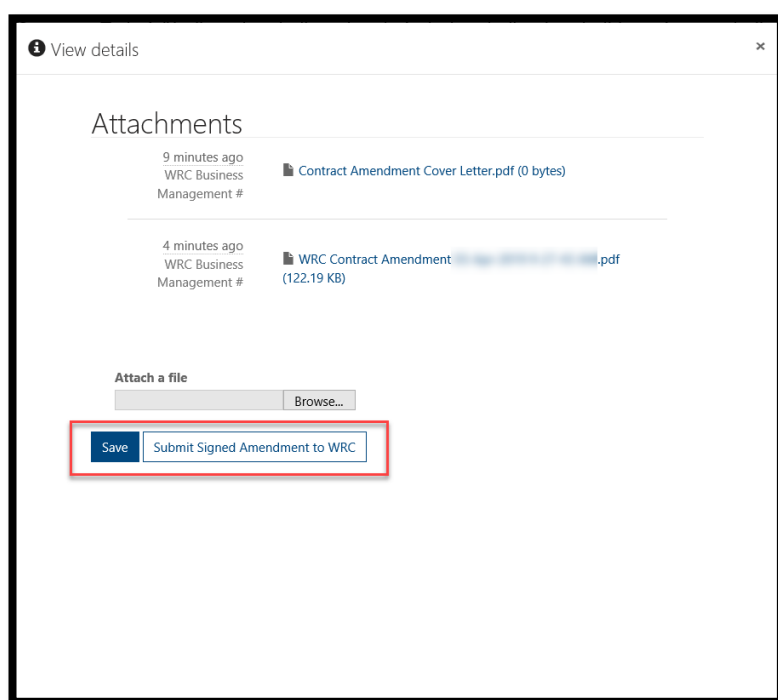 View details
×
Attachments
9 minutes ago
WRC Business
Management #
Contract Amendment Cover Letter.pdf (0 bytes)
4 minutes ago
WRC Business
Management #
WRC Contract Amendment .pdf
(122.19 KB)
Attach a file
Browse...
Save
Submit Signed Amendment to WRC